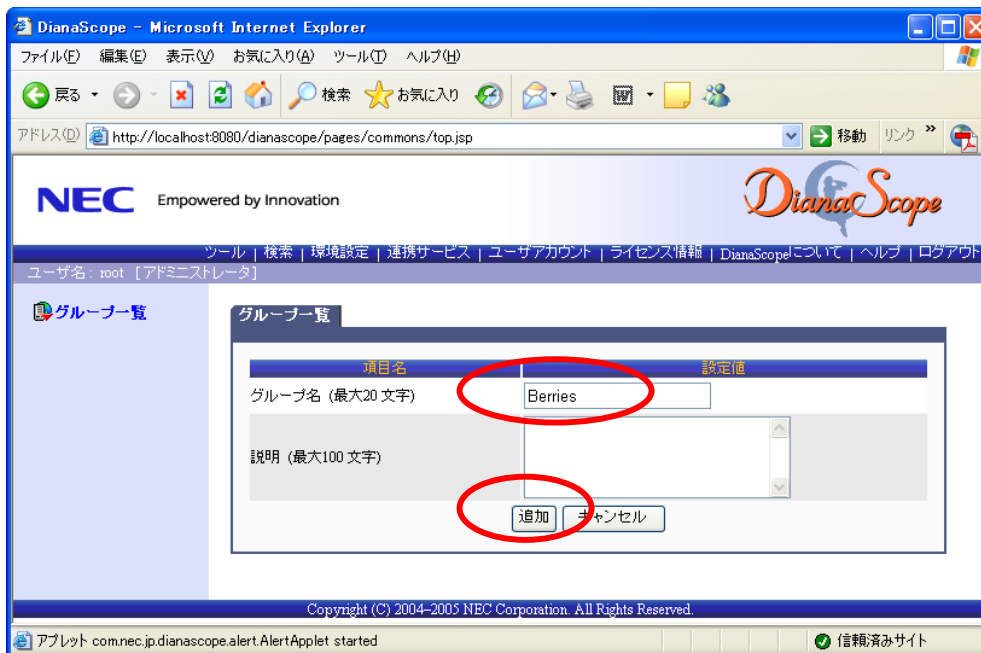 DianaScope - Microsoft Internet Explorer
ファイル(F) 編集(E) 表示(V) お気に入り(A) ツール(T) ヘルプ(H)
戻る 検索 お気に入り
アドレス(D) http://localhost:8080/dianascope/pages/commons/top.jsp 移動 リンク »
NEC Empowered by Innovation DianaScope
ツール | 検索 | 環境設定 | 連携サービス | ユーザアカウント | ライセンス情報 | DianaScopeについて | ヘルプ | ログアウト
ユーザ名 : root [アドミニストレータ]
グループ一覧
グループ一覧
項目名 設定値
グループ名 (最大20 文字) Berries
説明 (最大100 文字)
追加 キャンセル
Copyright (C) 2004-2005 NEC Corporation. All Rights Reserved.
アプレット com.nec.jp.dianascope.alert.AlertApplet started 信頼済みサイト